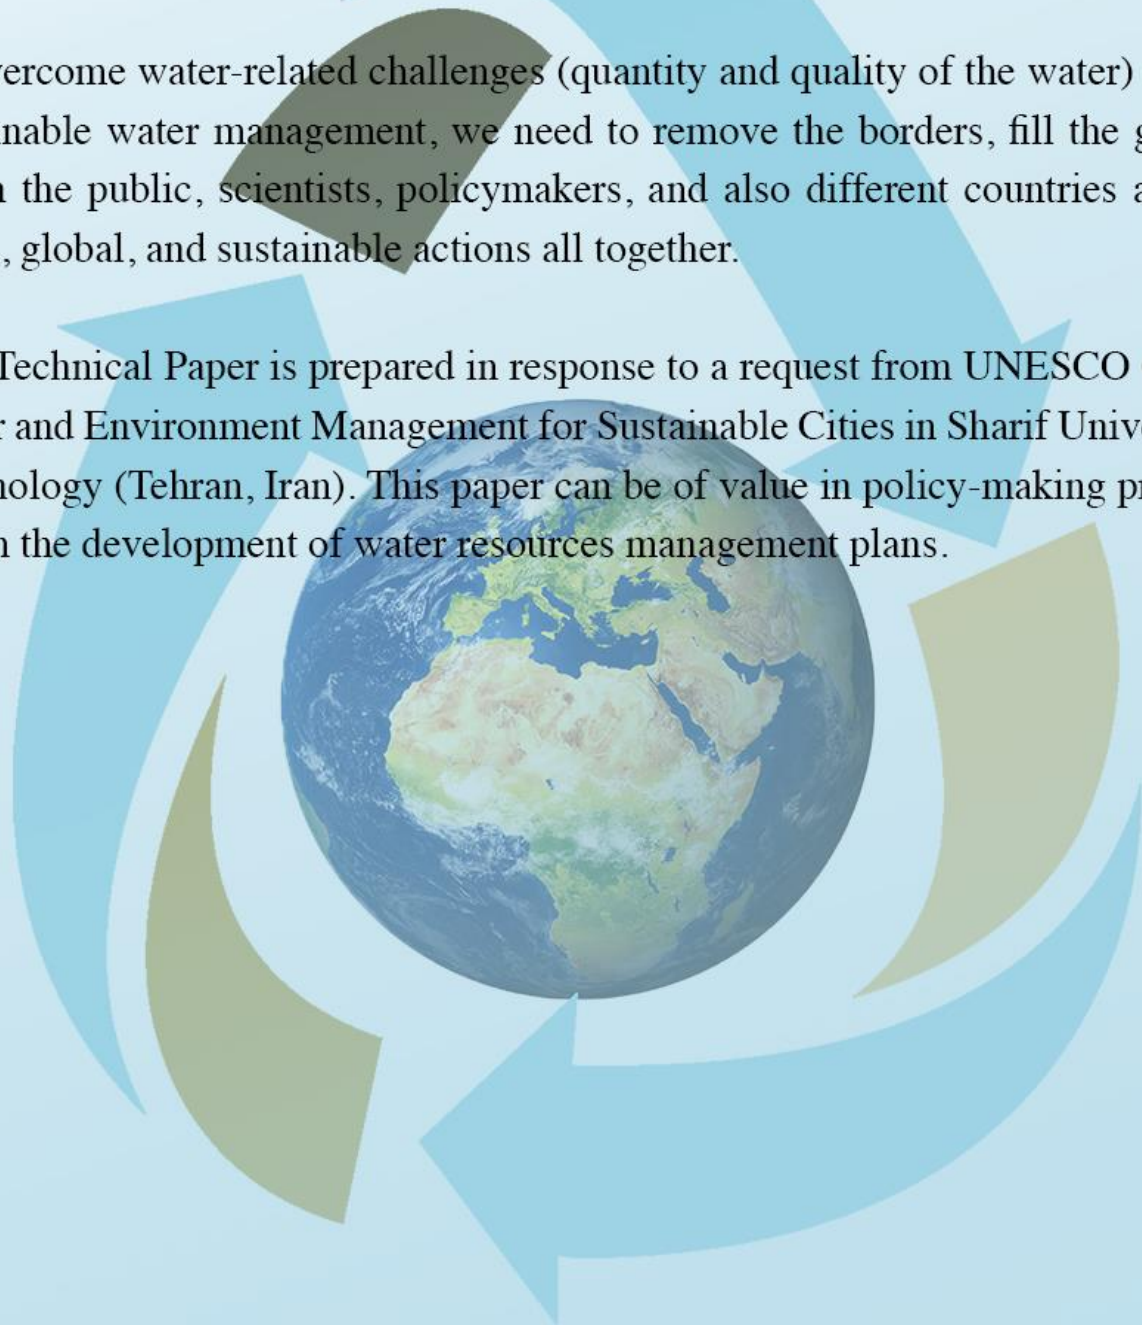 vercome water-related challenges (quantity and quality of the water)
nable water management, we need to remove the borders, fill the g
n the public, scientists, policymakers, and also different countries a
, global, and sustainable actions all together.
Technical Paper is prepared in response to a request from UNESCO
r and Environment Management for Sustainable Cities in Sharif Unive
nology (Tehran, Iran). This paper can be of value in policy-making pr
n the development of water resources management plans.